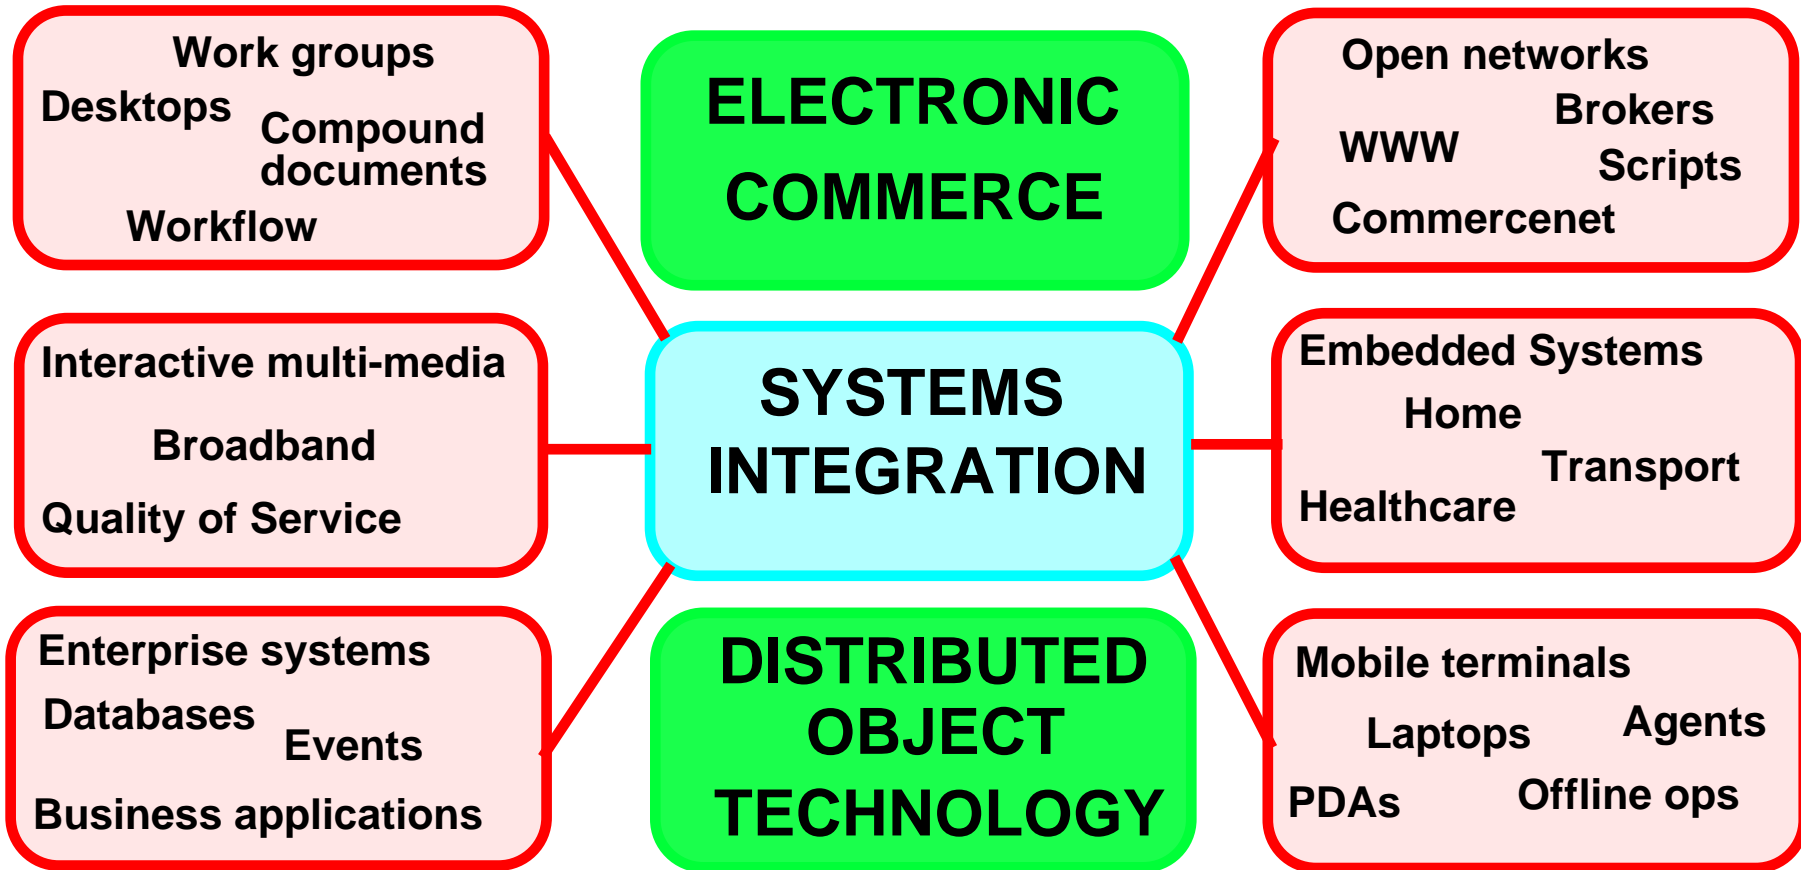 Work groups
Desktops
Compound
documents
Workflow
ELECTRONIC
COMMERCE
Open networks
Brokers
WWW
Scripts
Commercenet
Interactive multi-media
Broadband
Quality of Service
SYSTEMS
INTEGRATION
Embedded Systems
Home
Transport
Healthcare
Enterprise systems
Databases
Events
Business applications
DISTRIBUTED
OBJECT
TECHNOLOGY
Mobile terminals
Agents
Laptops
Offline ops
PDAs